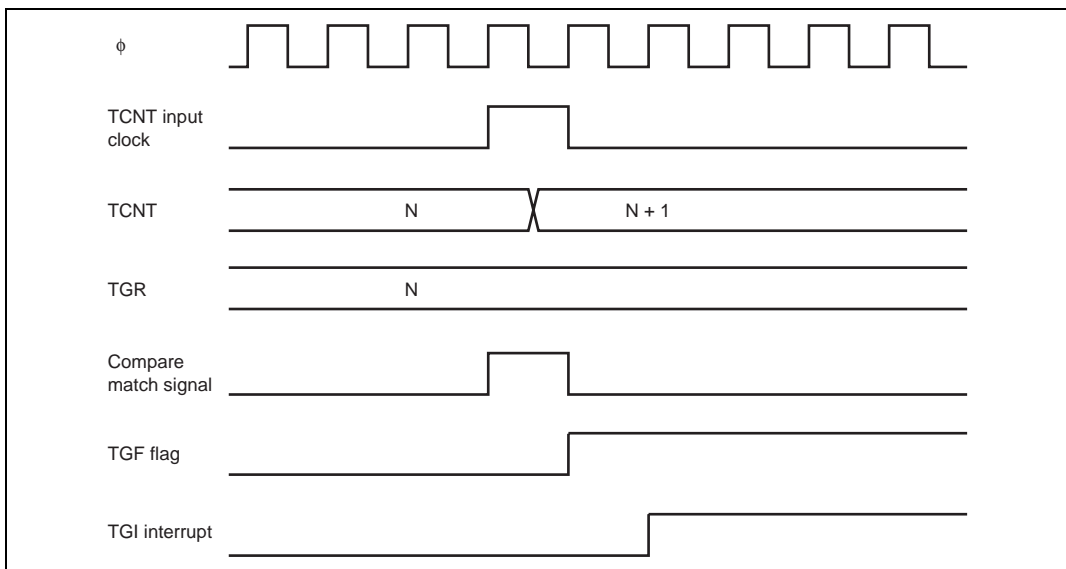 ϕ
TCNT input
clock
TCNT
N
N + 1
TGR
N
Compare
match signal
TGF flag
TGI interrupt